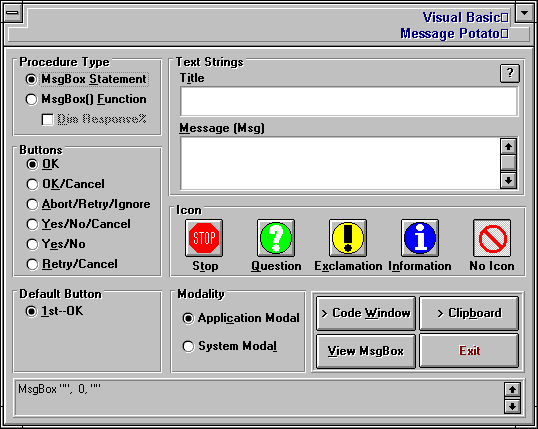 Visual Basic
Message Potato
Procedure Type
MsgBox Statement
MsgBox() Function
Dim Response%
Text Strings
Title
?
Message (Msg)
Buttons
OK
OK/Cancel
Abort/Retry/Ignore
Yes/No/Cancel
Yes/No
Retry/Cancel
Icon
STOP
Stop
Question
Exclamation
Information
No Icon
Default Button
1st--OK
Modality
Application Modal
System Modal
> Code Window
> Clipboard
View MsgBox
Exit
MsgBox "", 0, ""